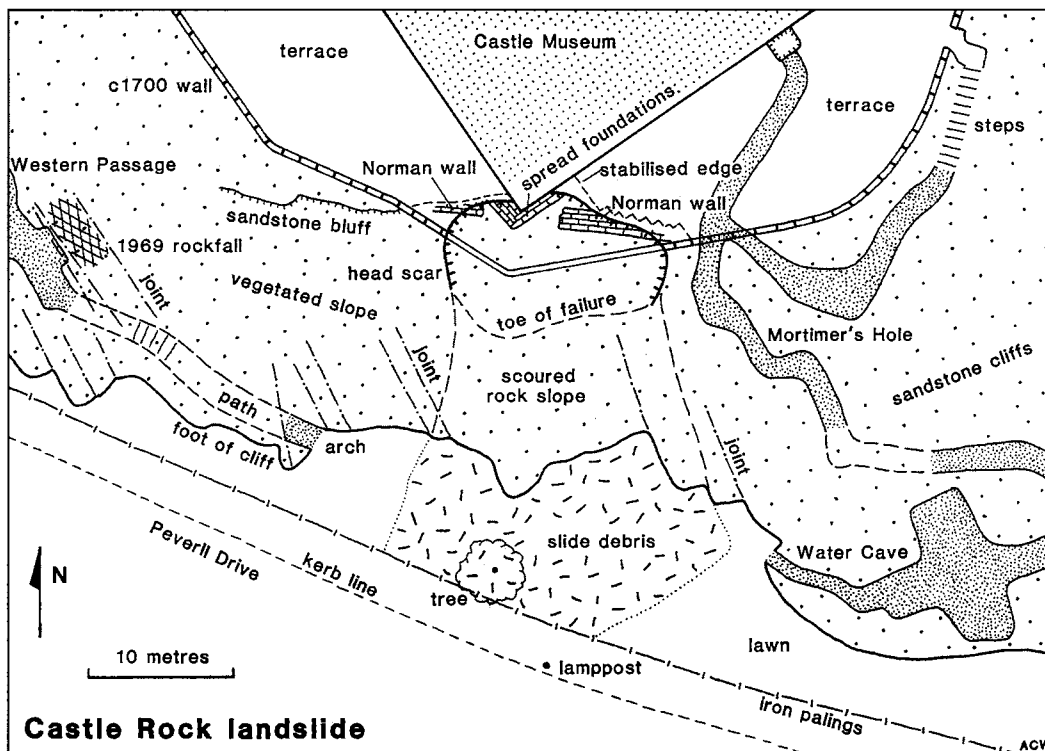 terrace
Castle Museum
c1700 wall
terrace
spread foundations.
steps
Western Passage
Norman wall
stabilised edge
Norman wall
sandstone bluff
1969 rockfall
head scar
joint
vegetated slope
toe of failure
Mortimer's Hole
joint
scoured
rock slope
sandstone cliffs
path
arch
joint
foot of cliff
Peveril Drive
kerb line
slide debris
Water Cave
N
tree
lawn
10 metres
lamppost
iron palings
Castle Rock landslide
ACW